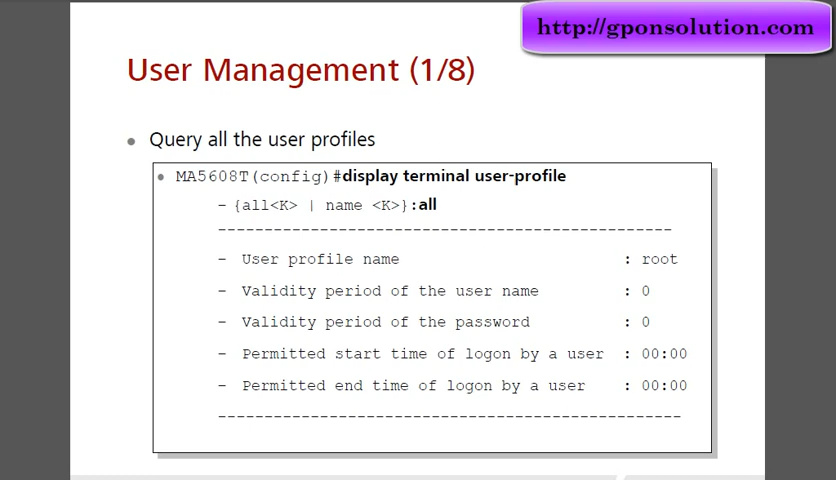 http://gponsolution.com
User Management (1/8)
● Query all the user profiles
● MA5608T(config)#display terminal user-profile
- {all<K> | name <K>}:all
-------------------------------------------------
- User profile name : root
- Validity period of the user name : 0
- Validity period of the password : 0
- Permitted start time of logon by a user : 00:00
- Permitted end time of logon by a user : 00:00
--------------------------------------------------